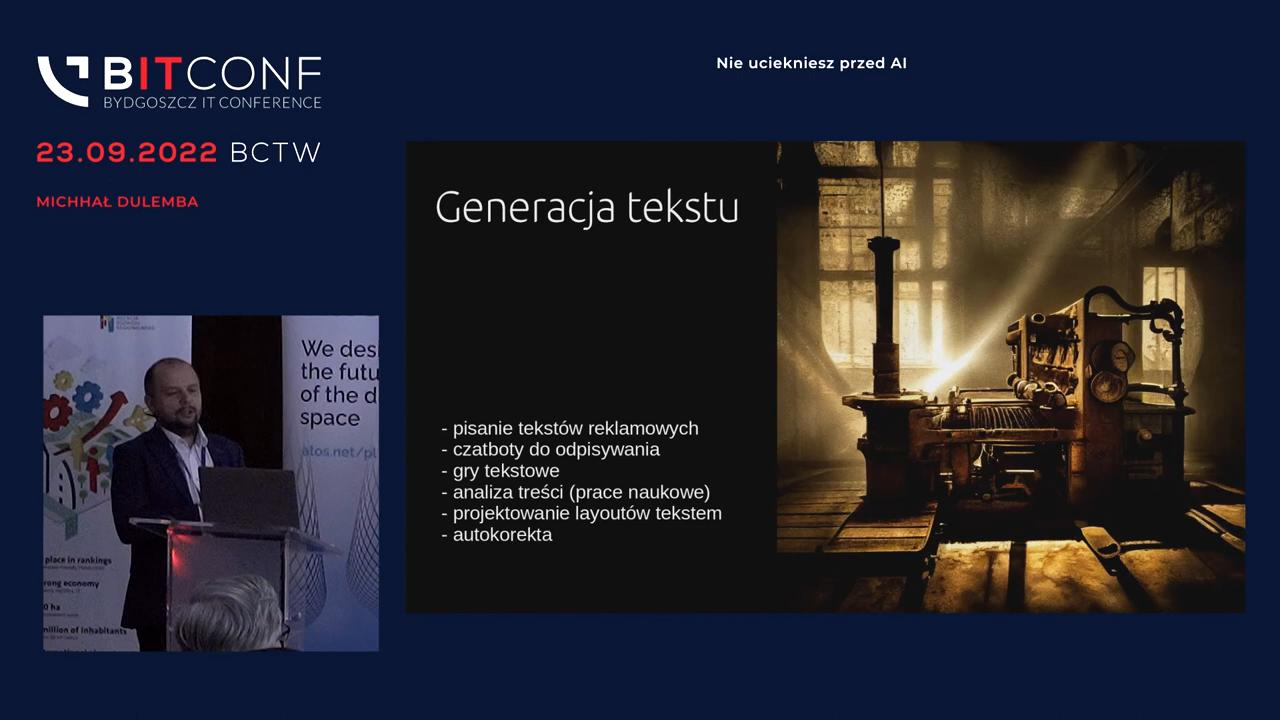 BITCONF
BYDGOSZCZ IT CONFERENCE
23.09.2022 BCTW
MICHHAŁ DULEMBA
Nie uciekniesz przed AI
Generacja tekstu
- pisanie tekstów reklamowych
- czatboty do odpisywania
- gry tekstowe
- analiza treści (prace naukowe)
- projektowanie layoutów tekstem
- autokorekta
We desi
the futu
of the d
space
atos.net/pl
place in rankings
rong economy
0 ha
million of inhabitants